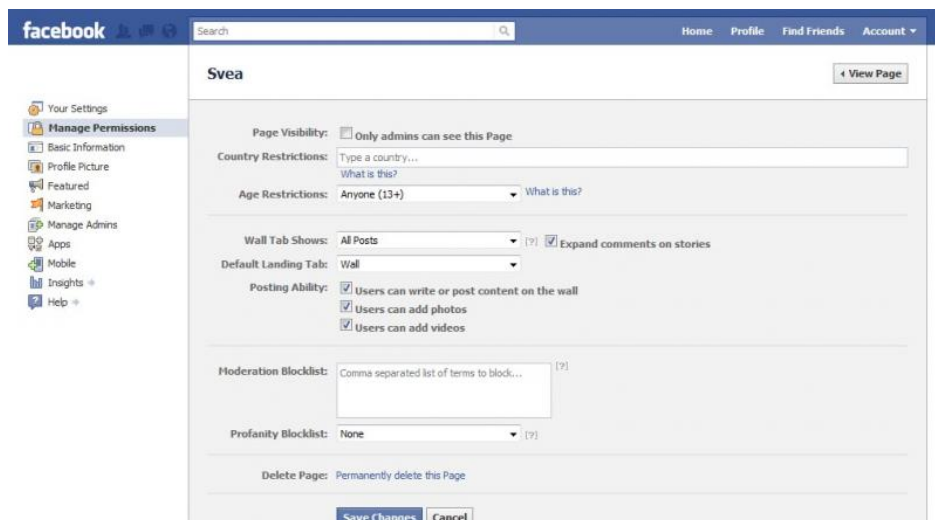 facebook
Search
Home Profile Find Friends Account
Svea
View Page
Your Settings
Manage Permissions
Basic Information
Profile Picture
Featured
Marketing
Manage Admins
Apps
Mobile
Insights
Help
Page Visibility: Only admins can see this Page
Country Restrictions: Type a country...
What is this?
Age Restrictions: Anyone (13+) What is this?
Wall Tab Shows: All Posts [?] Expand comments on stories
Default Landing Tab: Wall
Posting Ability: Users can write or post content on the wall
Users can add photos
Users can add videos
Moderation Blocklist: Comma separated list of terms to block... [?]
Profanity Blocklist: None [?]
Delete Page: Permanently delete this Page
Save Changes Cancel